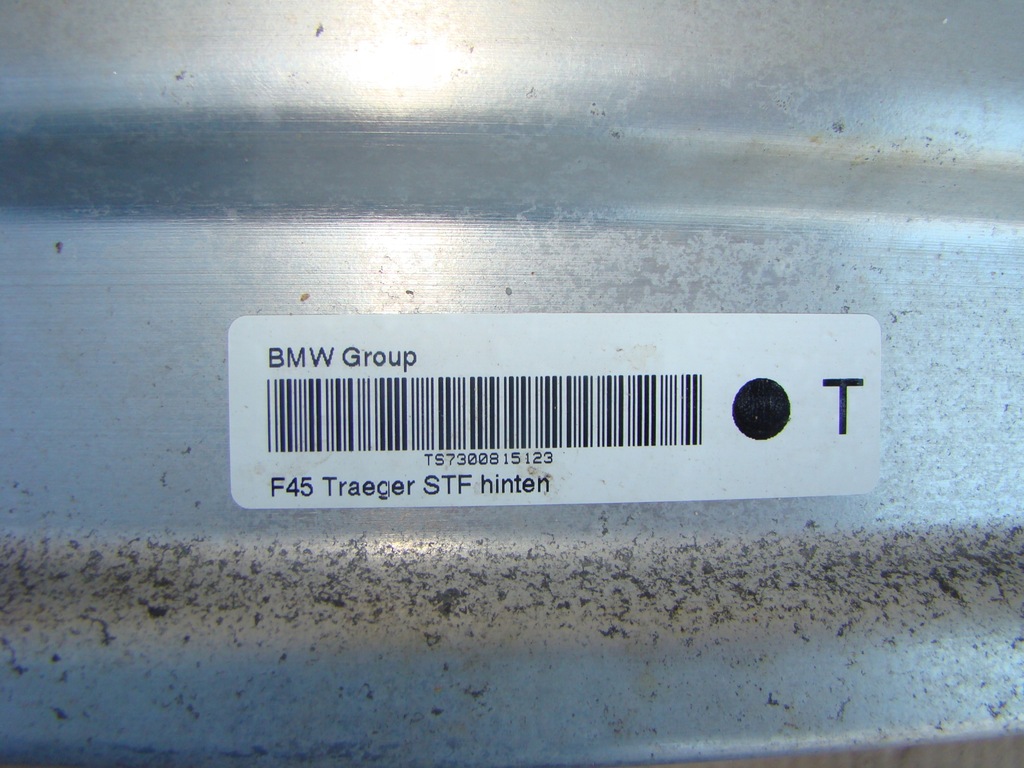 BMW Group
T
TS7300815123
F45 Traeger STF hinten